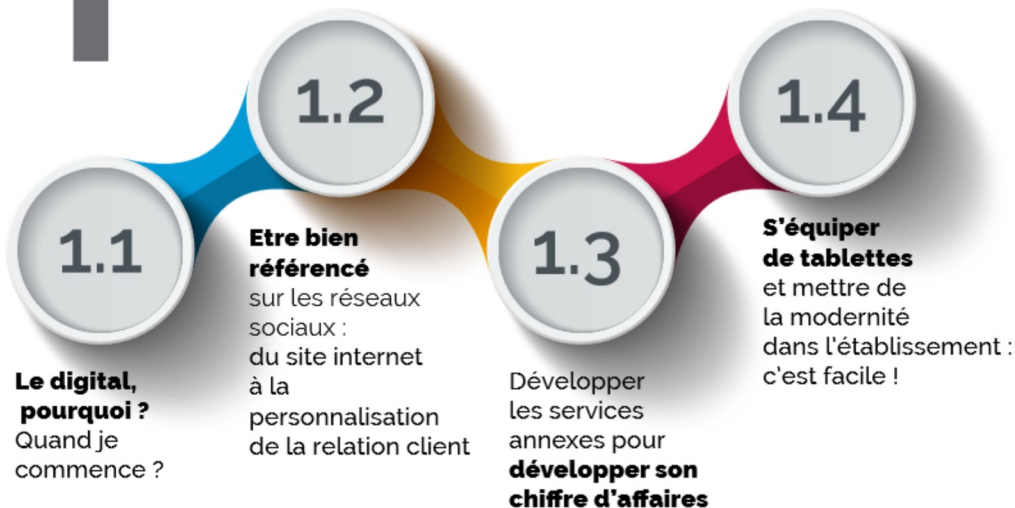 1.1
Le digital,
pourquoi ?
Quand je
commence ?
1.2
Etre bien
référencé
sur les réseaux
sociaux :
du site internet
à la
personnalisation
de la relation client
1.3
Développer
les services
annexes pour
développer son
chiffre d'affaires
1.4
S'équiper
de tablettes
et mettre de
la modernité
dans l'établissement :
c'est facile !